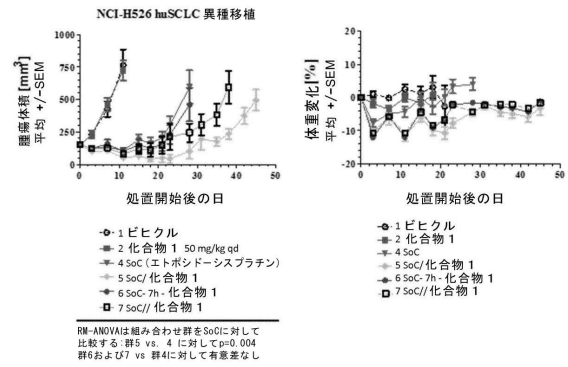 NCI-H526 huSCLC 異種移植
腫瘍体積 [mm³]
平均 +/-SEM
1000
750
500
250
0
0
10
20
30
40
50
処置開始後の日
1 ビヒクル
2 化合物 1 50 mg/kg qd
4 SoC (エトポシドーシスプラチン)
5 SoC/ 化合物 1
6 SoC- 7h - 化合物 1
7 SoC// 化合物 1
RM-ANOVAは組み合わせ群をSoCに対して
比較する:群5 vs. 4 に対してp=0.004
群6および7 vs 群4に対して有意差なし
体重変化[%]
平均 +/-SEM
20
10
0
-10
-20
0
10
20
30
40
50
処置開始後の日
1 ビヒクル
2 化合物 1
4 SoC
5 SoC/ 化合物 1
6 SoC- 7h - 化合物 1
7 SoC// 化合物 1